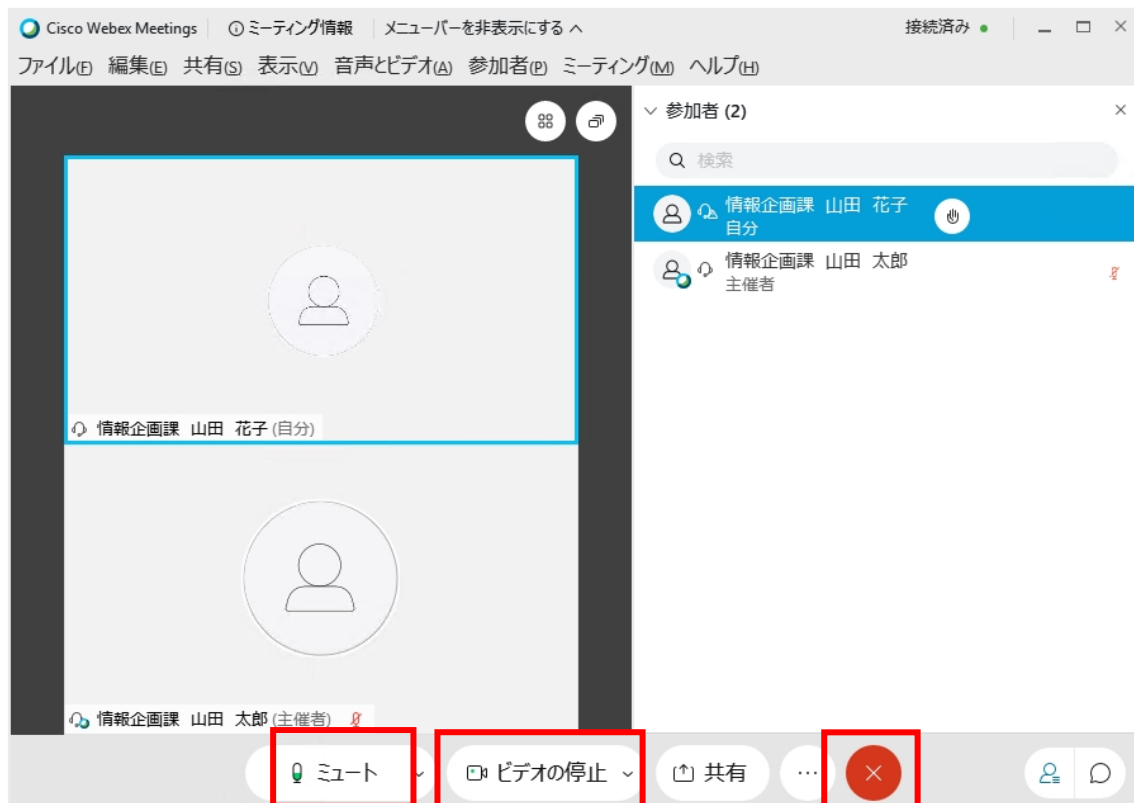 Cisco Webex Meetings ミーティング情報 メニューバーを非表示にする 接続済み
ファイル(F) 編集(E) 共有(S) 表示(V) 音声とビデオ(A) 参加者(P) ミーティング(M) ヘルプ(H)
参加者 (2)
検索
情報企画課 山田 花子
自分
情報企画課 山田 太郎
主催者
情報企画課 山田 花子 (自分)
情報企画課 山田 太郎 (主催者)
ミュート ビデオの停止 共有